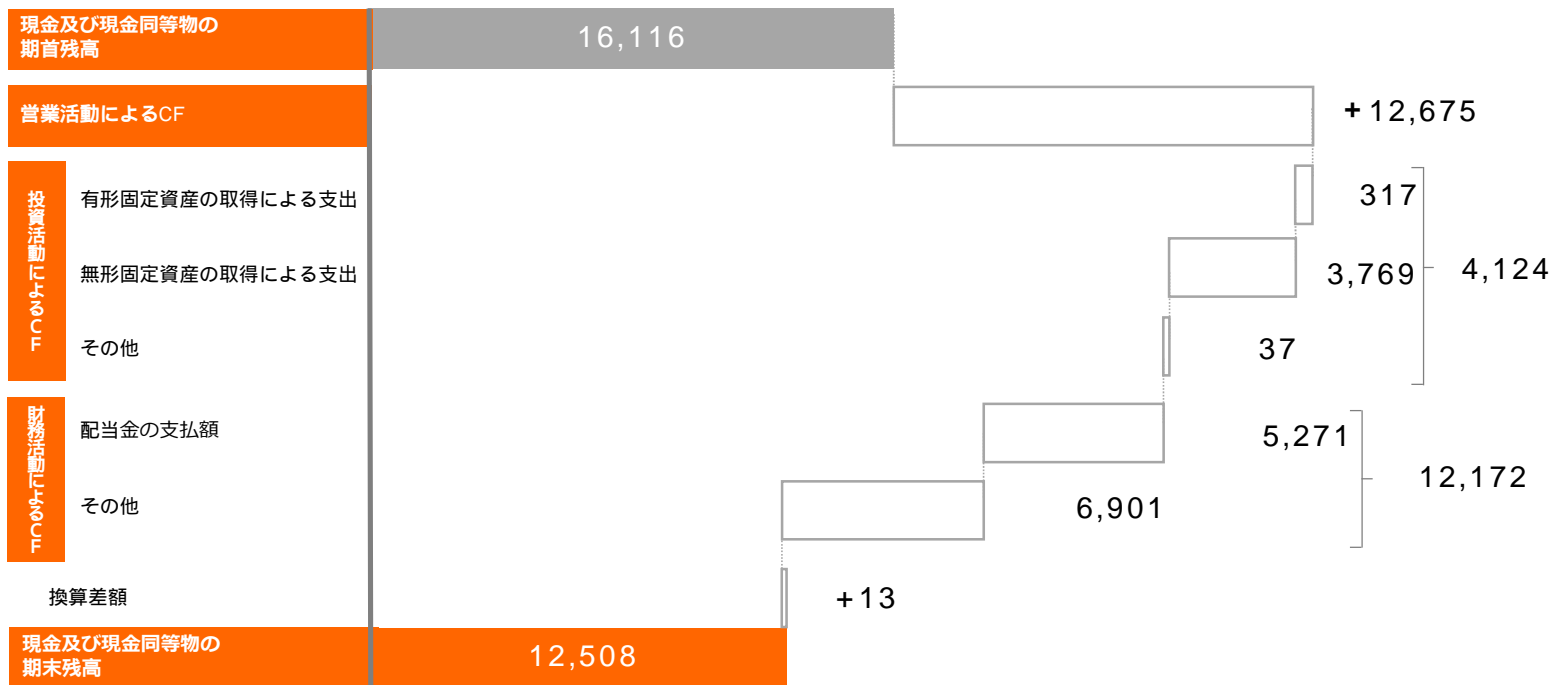 現金及び現金同等物の
期首残高
16,116
営業活動によるCF
+12,675
投資活動によるCF
有形固定資産の取得による支出
317
無形固定資産の取得による支出
3,769
4,124
その他
37
財務活動によるCF
配当金の支払額
5,271
12,172
その他
6,901
換算差額
+13
現金及び現金同等物の
期末残高
12,508